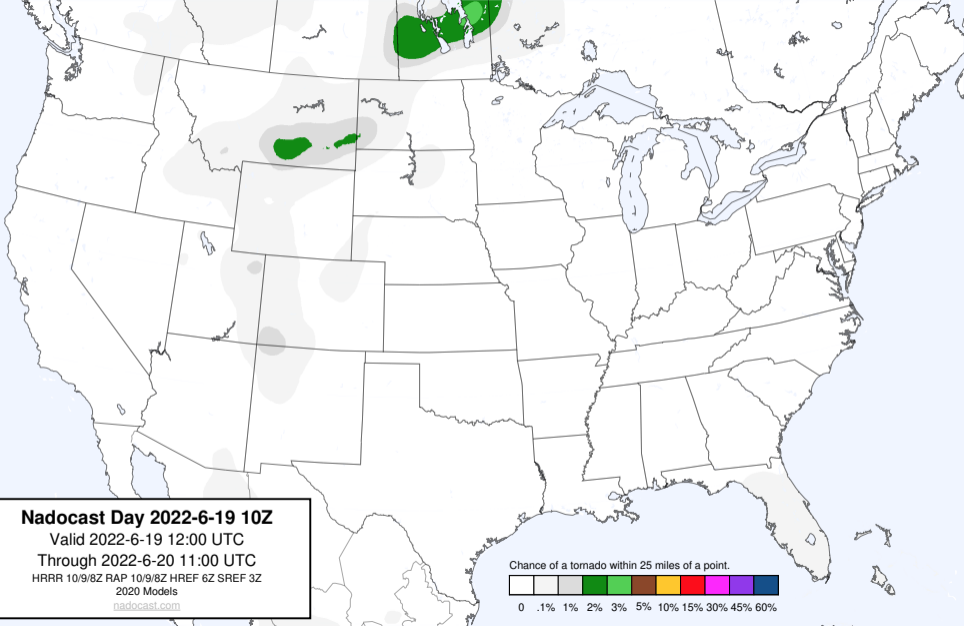 Nadocast Day 2022-6-19 10Z
Valid 2022-6-19 12:00 UTC
Through 2022-6-20 11:00 UTC
HRRR 10/9/8Z RAP 10/9/8Z HREF 6Z SREF 3Z
2020 Models
nadocast.com
Chance of a tornado within 25 miles of a point.
0 .1% 1% 2% 3% 5% 10% 15% 30% 45% 60%